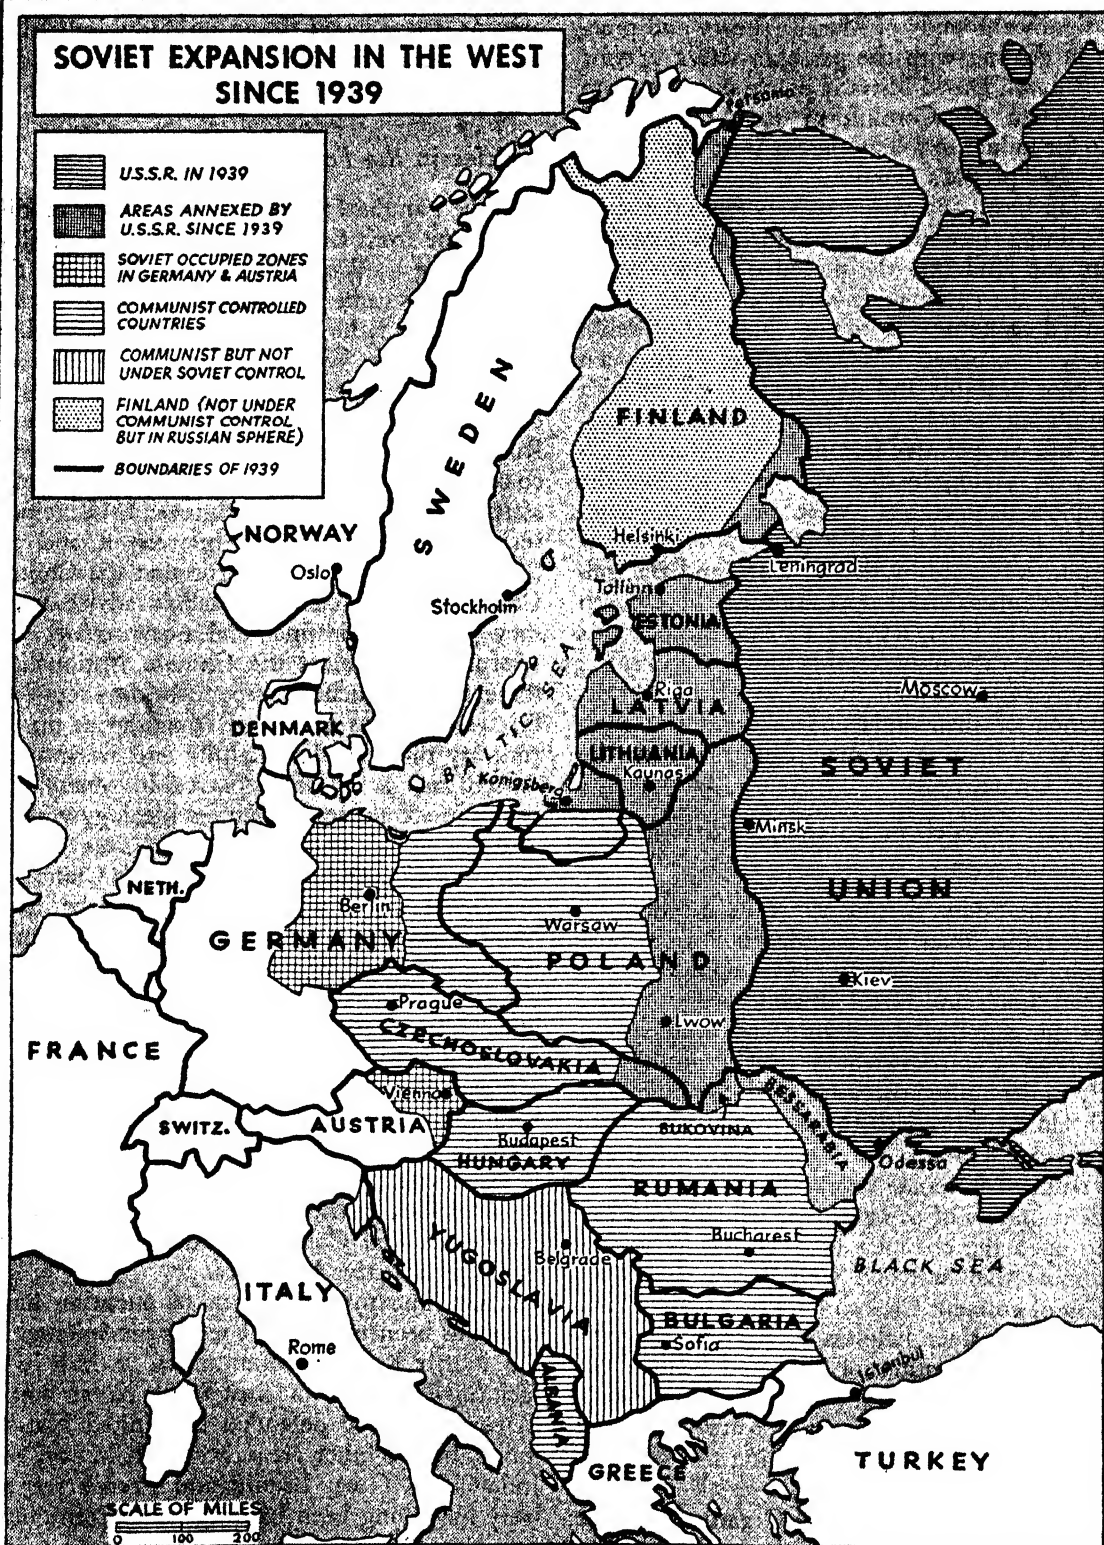 SOVIET EXPANSION IN THE WEST
SINCE 1939
U.S.S.R. IN 1939
AREAS ANNEXED BY
U.S.S.R. SINCE 1939
SOVIET OCCUPIED ZONES
IN GERMANY & AUSTRIA
COMMUNIST CONTROLLED
COUNTRIES
COMMUNIST BUT NOT
UNDER SOVIET CONTROL
FINLAND (NOT UNDER
COMMUNIST CONTROL
BUT IN RUSSIAN SPHERE)
BOUNDARIES OF 1939
Petsamo
SWEDEN
FINLAND
NORWAY
Helsinki
Leningrad
Oslo
Tallinn
Stockholm
ESTONIA
BALTIC SEA
Riga
Moscow
LATVIA
DENMARK
LITHUANIA
SOVIET
Kaunas
Königsberg
Minsk
NETH.
UNION
Berlin
Warsaw
GERMANY
POLAND
Kiev
Prague
Lwow
CZECHOSLOVAKIA
FRANCE
Vienna
BESSARABIA
SWITZ.
AUSTRIA
BUKOVINA
Budapest
HUNGARY
Odessa
RUMANIA
YUGOSLAVIA
Belgrade
Bucharest
BLACK SEA
ITALY
BULGARIA
Sofia
Rome
Istanbul
ALBANIA
GREECE
TURKEY
SCALE OF MILES
0 100 200